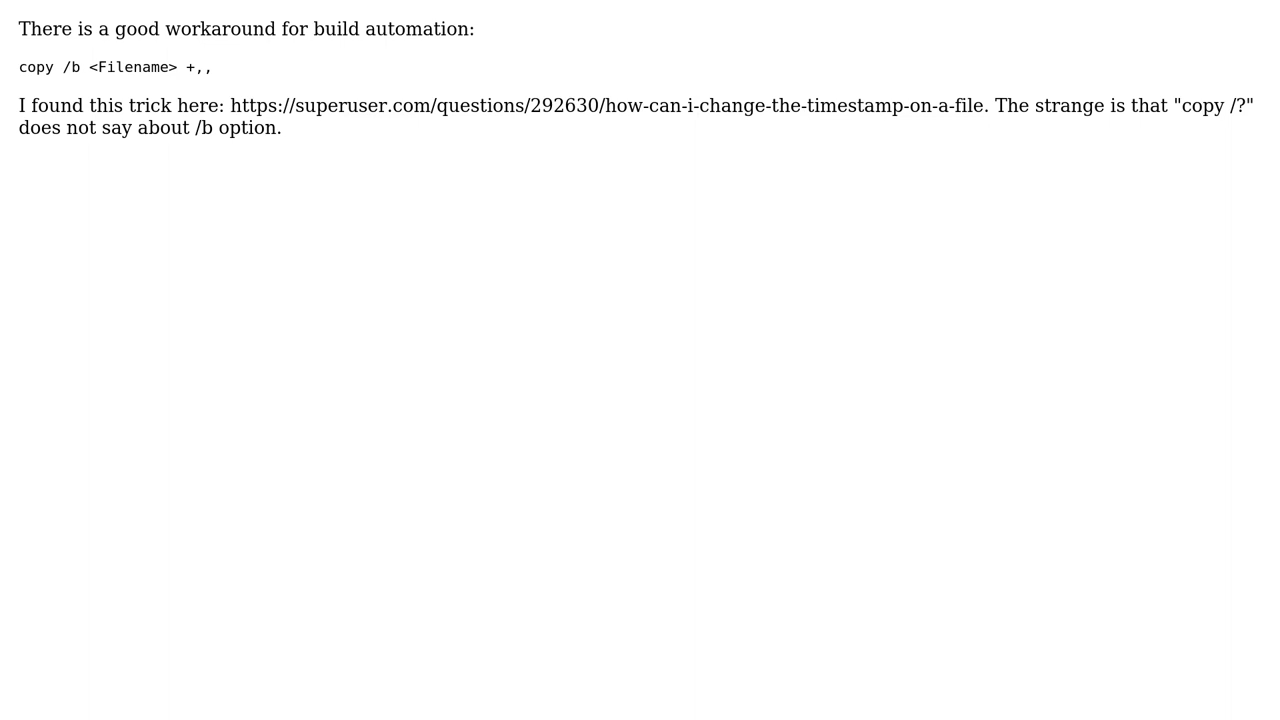 There is a good workaround for build automation:
copy /b <Filename> +,,
I found this trick here: https://superuser.com/questions/292630/how-can-i-change-the-timestamp-on-a-file. The strange is that "copy /?"
does not say about /b option.